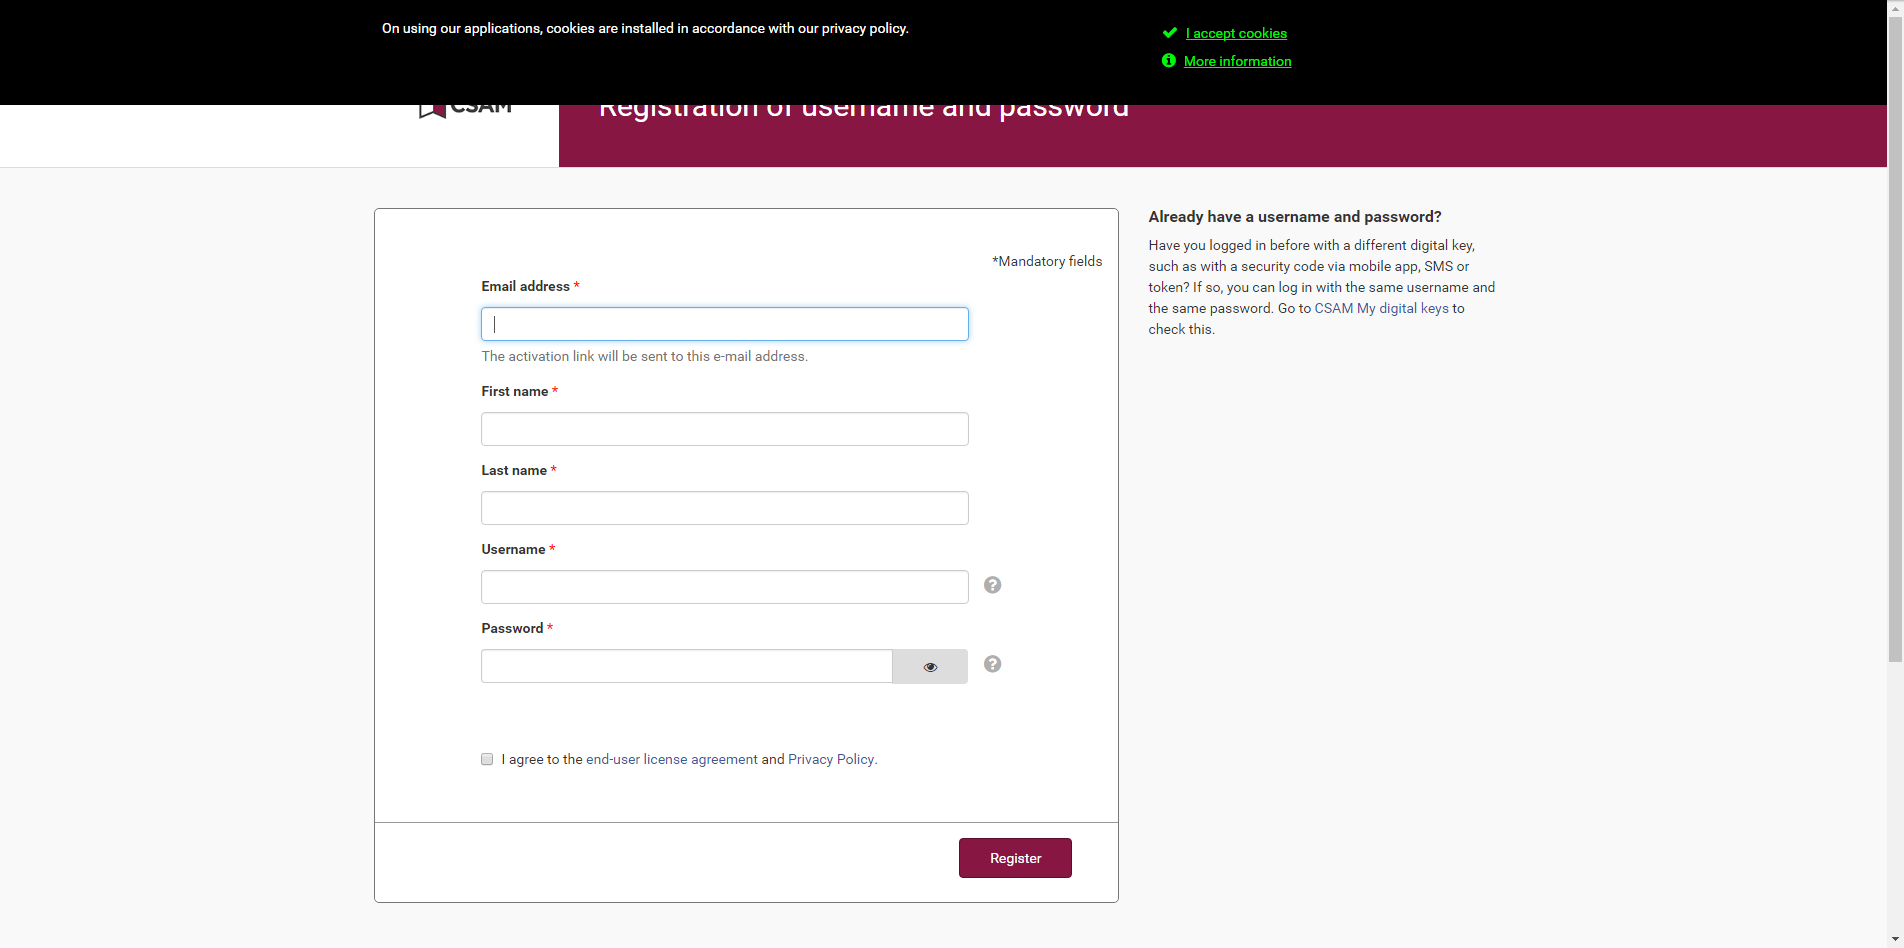 On using our applications, cookies are installed in accordance with our privacy policy.
I accept cookies
More information
CSAM
Registration of username and password
*Mandatory fields
Email address *
The activation link will be sent to this e-mail address.
First name *
Last name *
Username *
Password *
I agree to the end-user license agreement and Privacy Policy.
Register
Already have a username and password?
Have you logged in before with a different digital key,
such as with a security code via mobile app, SMS or
token? If so, you can log in with the same username and
the same password. Go to CSAM My digital keys to
check this.